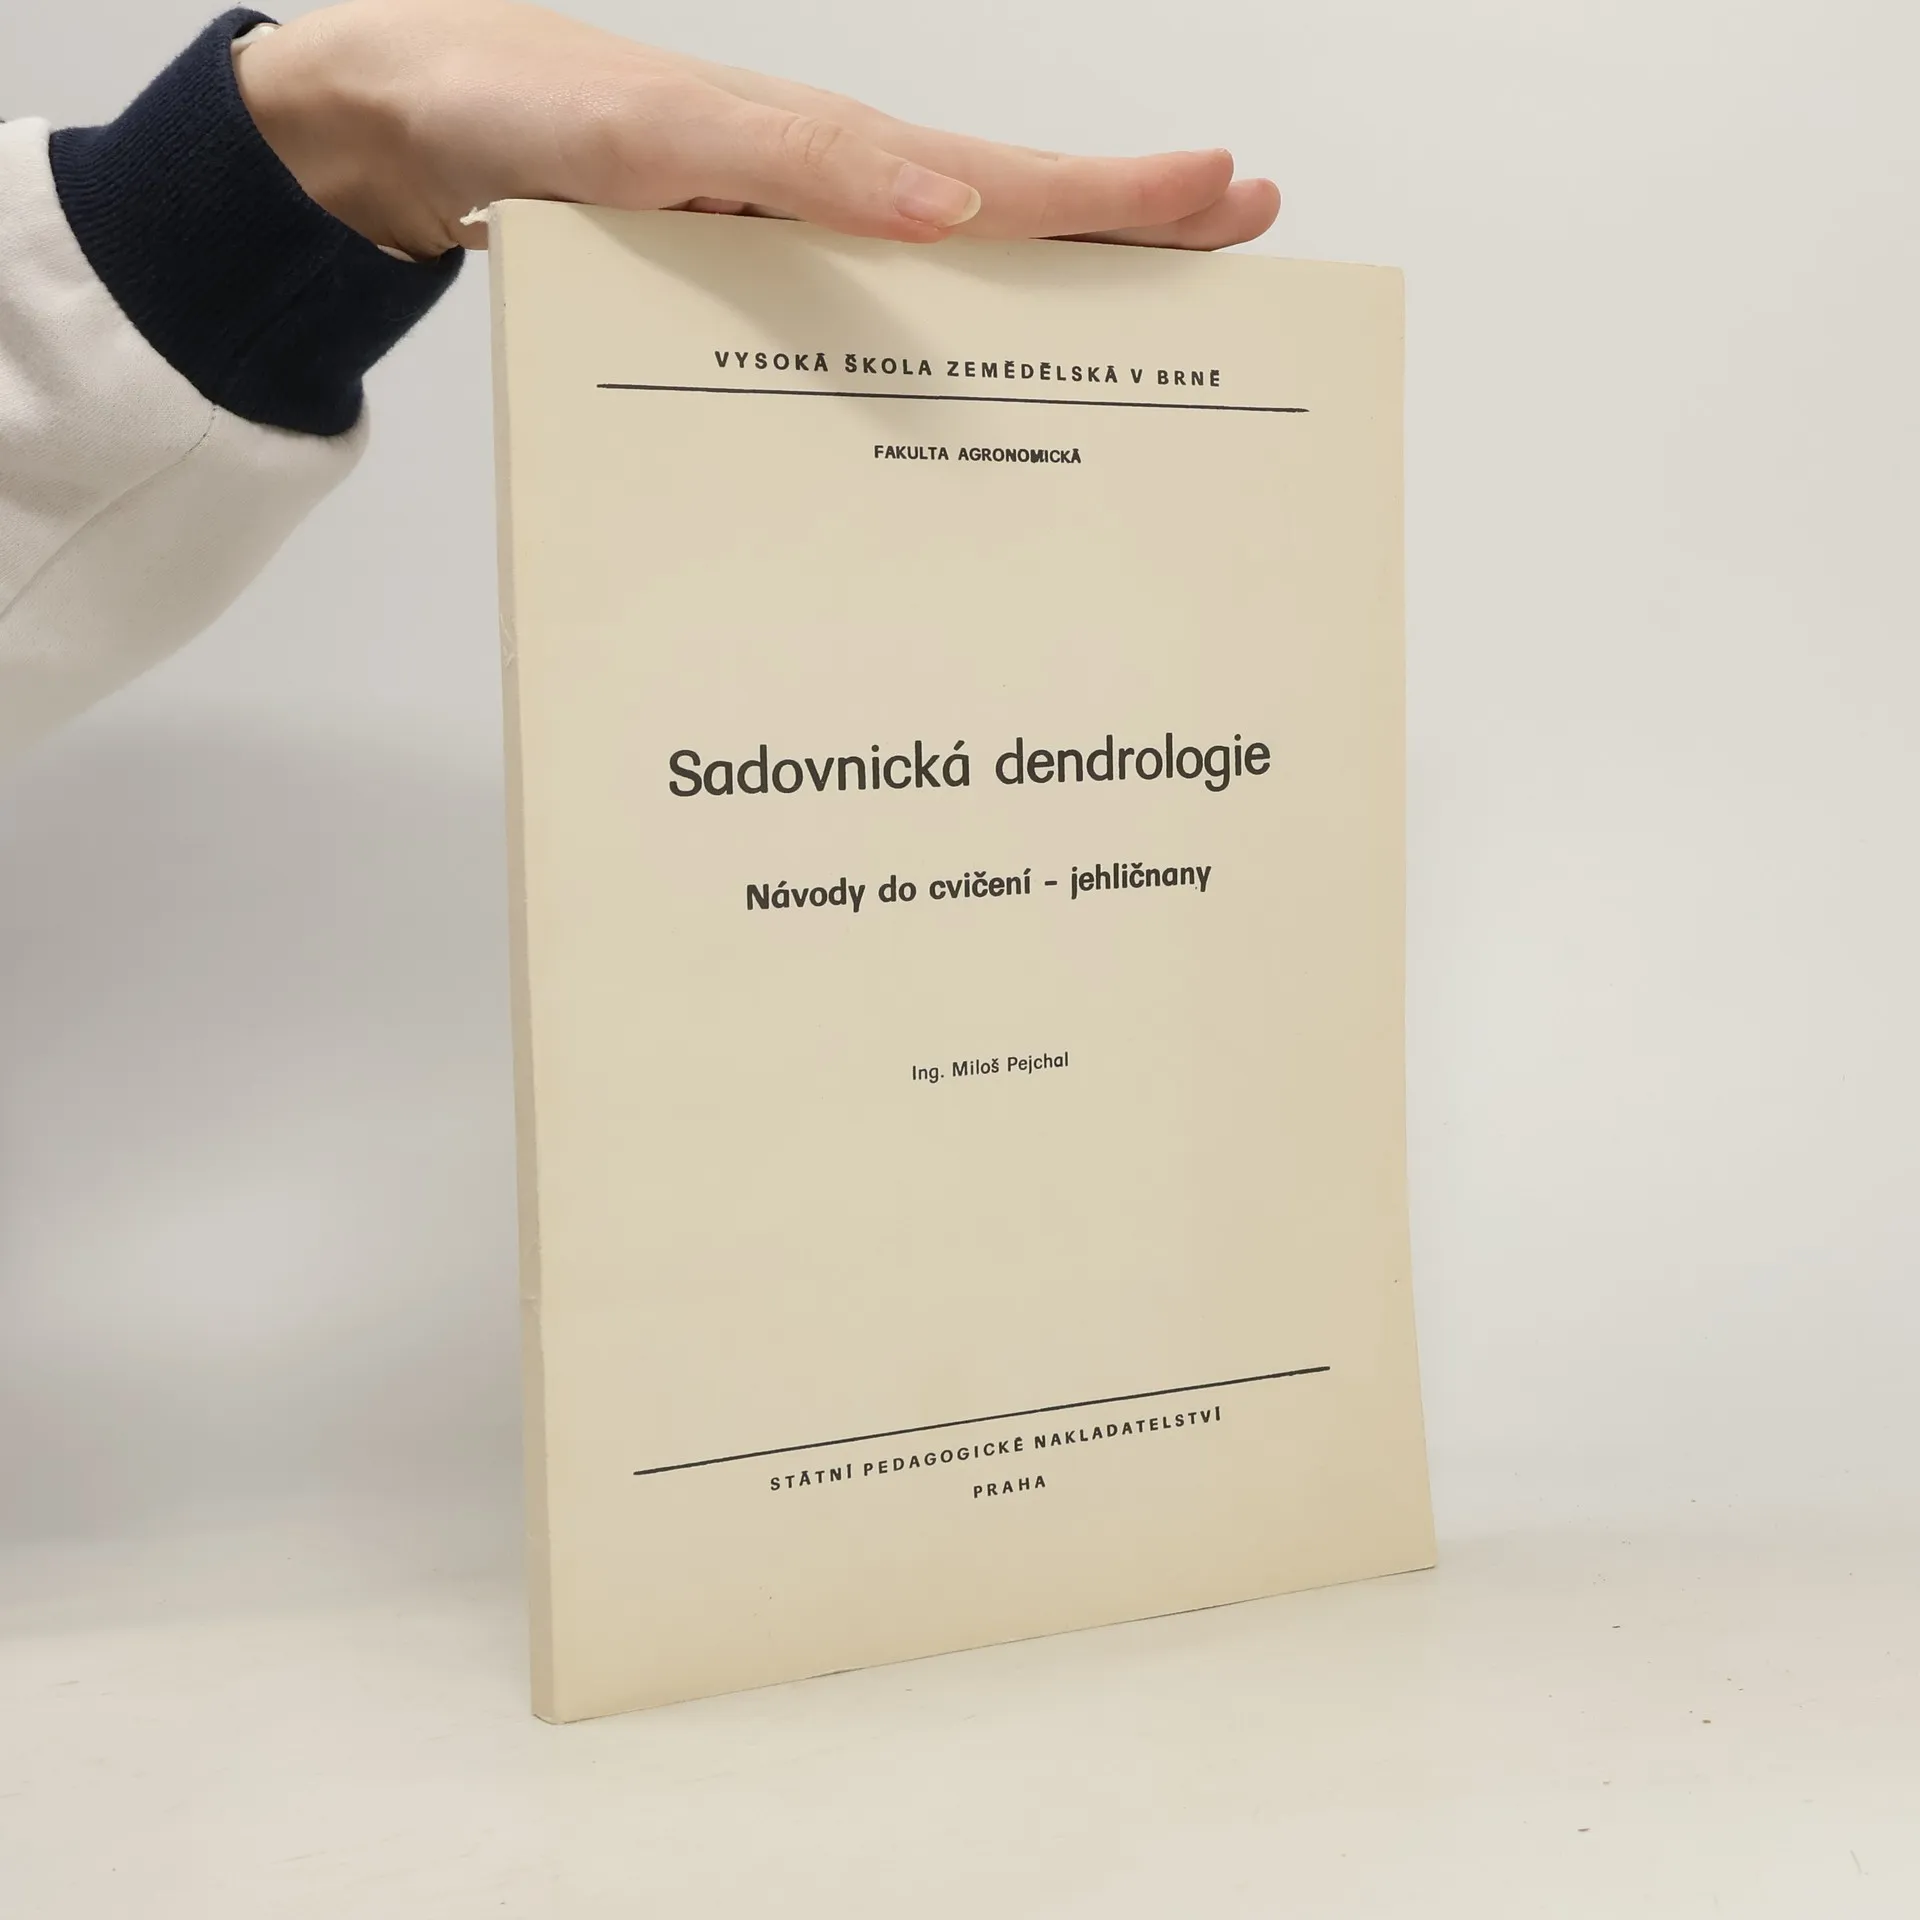 VYSOKÁ ŠKOLA ZEMĚDĚLSKÁ V BRNĚ
FAKULTA AGRONOMICKÁ
Sadovnická dendrologie
Návody do cvičení - jehličnany
Ing. Miloš Pejchal
STÁTNÍ PEDAGOGICKÉ NAKLADATELSTVÍ
PRAHA